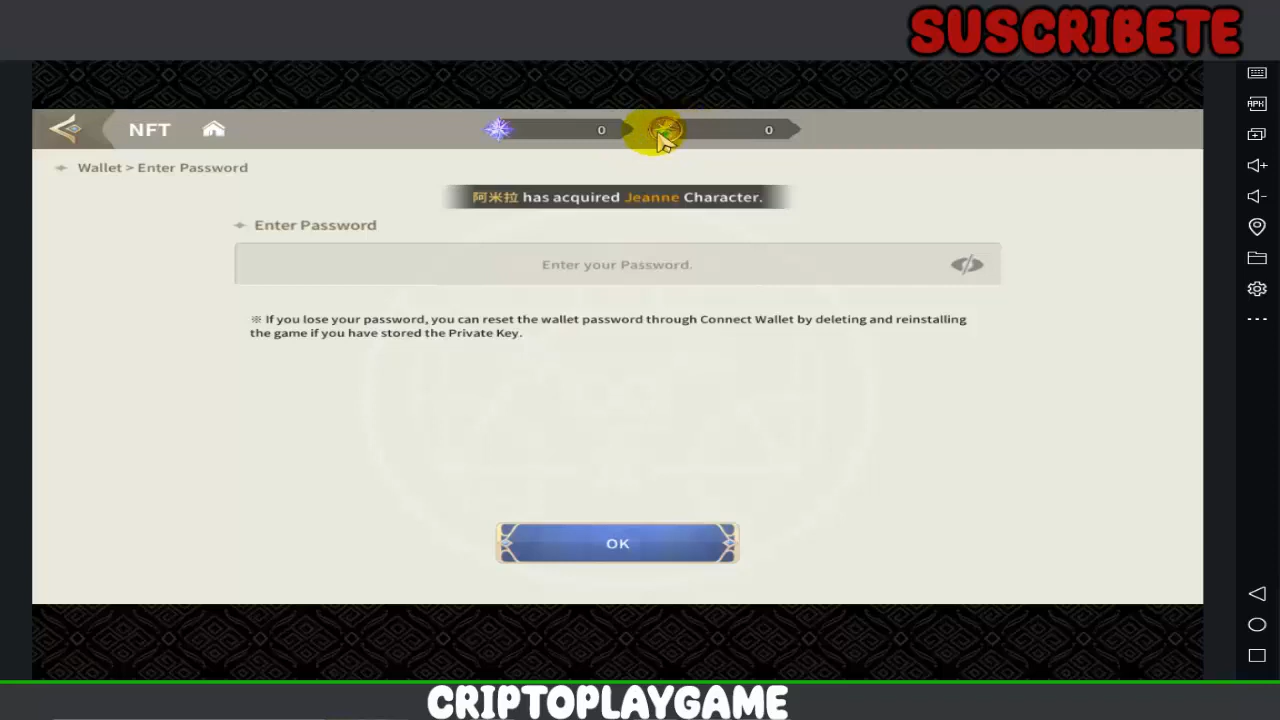 SUSCRIBETE
APK
NFT
0
0
Wallet > Enter Password
阿米拉 has acquired Jeanne Character.
Enter Password
Enter your Password.
※ If you lose your password, you can reset the wallet password through Connect Wallet by deleting and reinstalling
the game if you have stored the Private Key.
OK
CRIPTOPLAYGAME